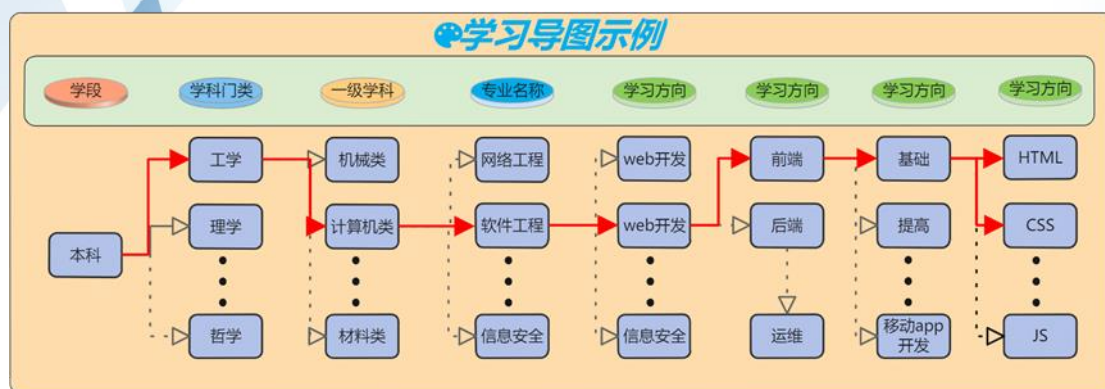 学习导图示例
学段 学科门类 一级学科 专业名称 学习方向 学习方向 学习方向 学习方向
工学 机械类 网络工程 web开发 前端 基础 HTML
理学 计算机类 软件工程 web开发 后端 提高 CSS
本科
哲学 材料类 信息安全 信息安全 运维 移动app JS
开发